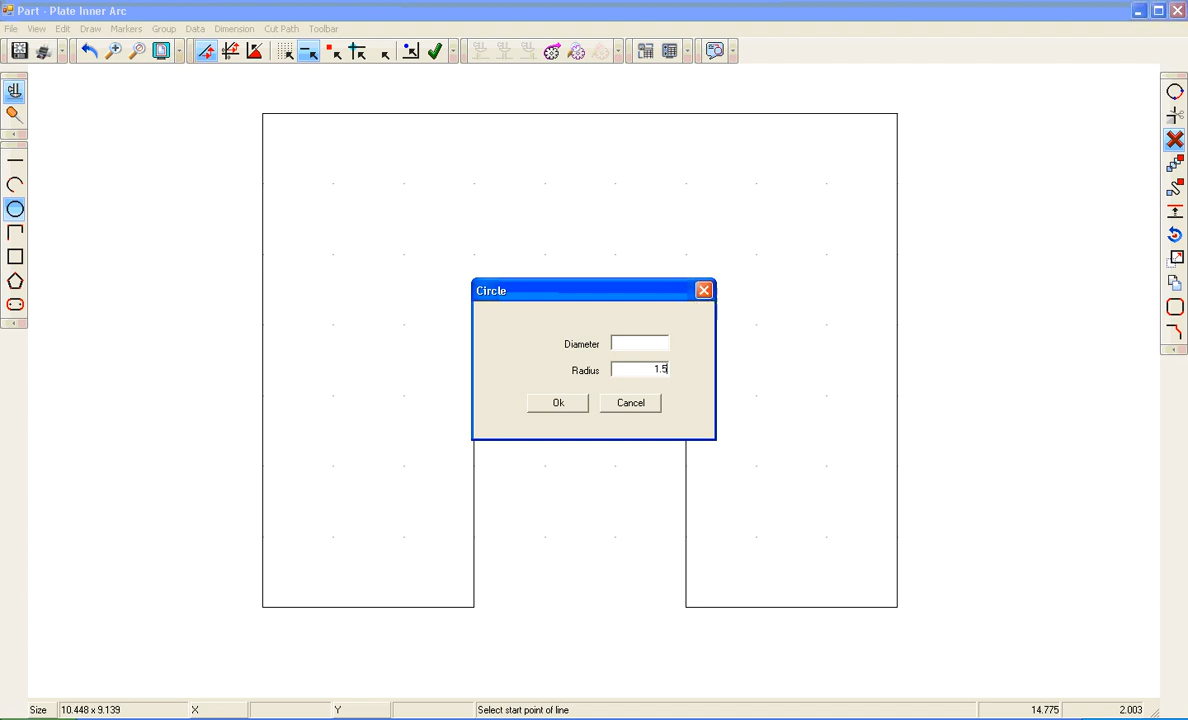 Part - Plate Inner Arc
File View Edit Draw Markers Group Data Dimension Cut Path Toolbar
Circle
Diameter
Radius 1.5
Ok Cancel
Size 10.448 x 9.139 X Y Select start point of line 14.775 2.003